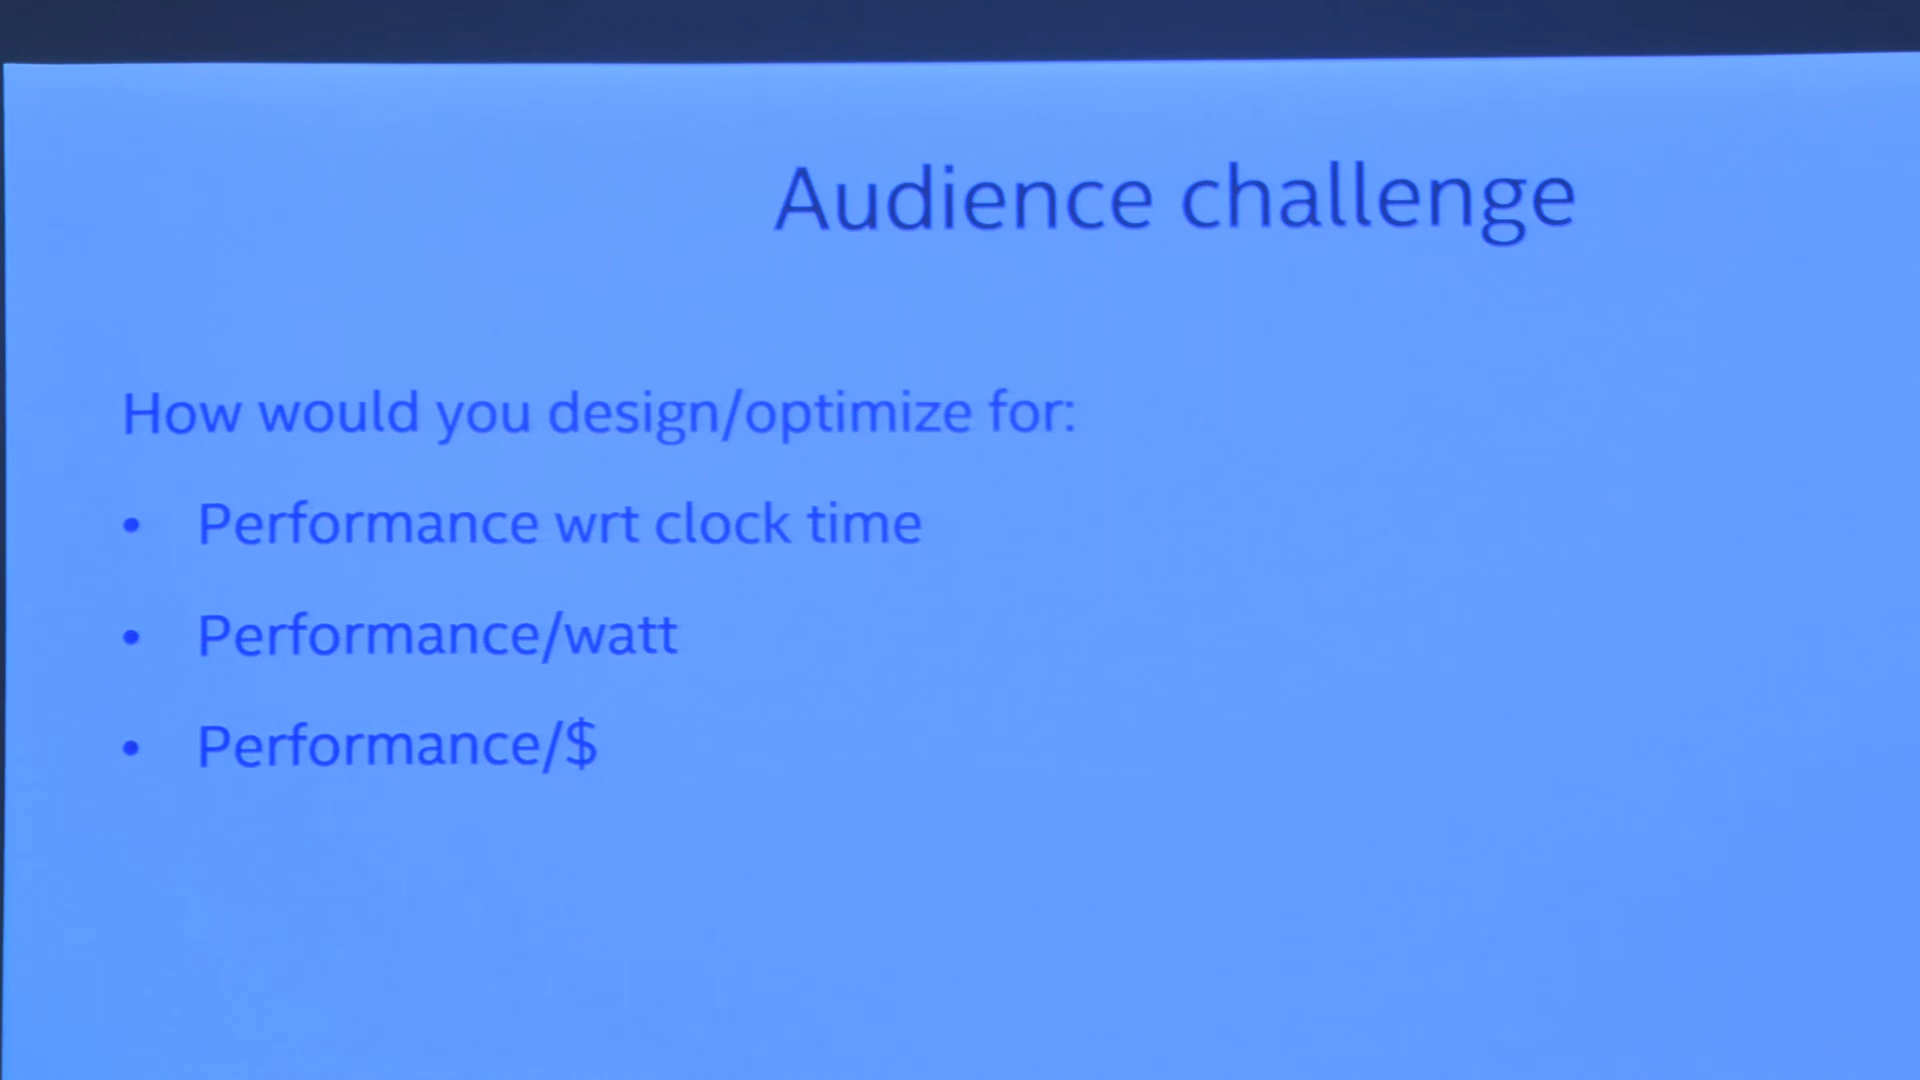 Audience challenge
How would you design/optimize for:
• Performance wrt clock time
• Performance/watt
• Performance/$